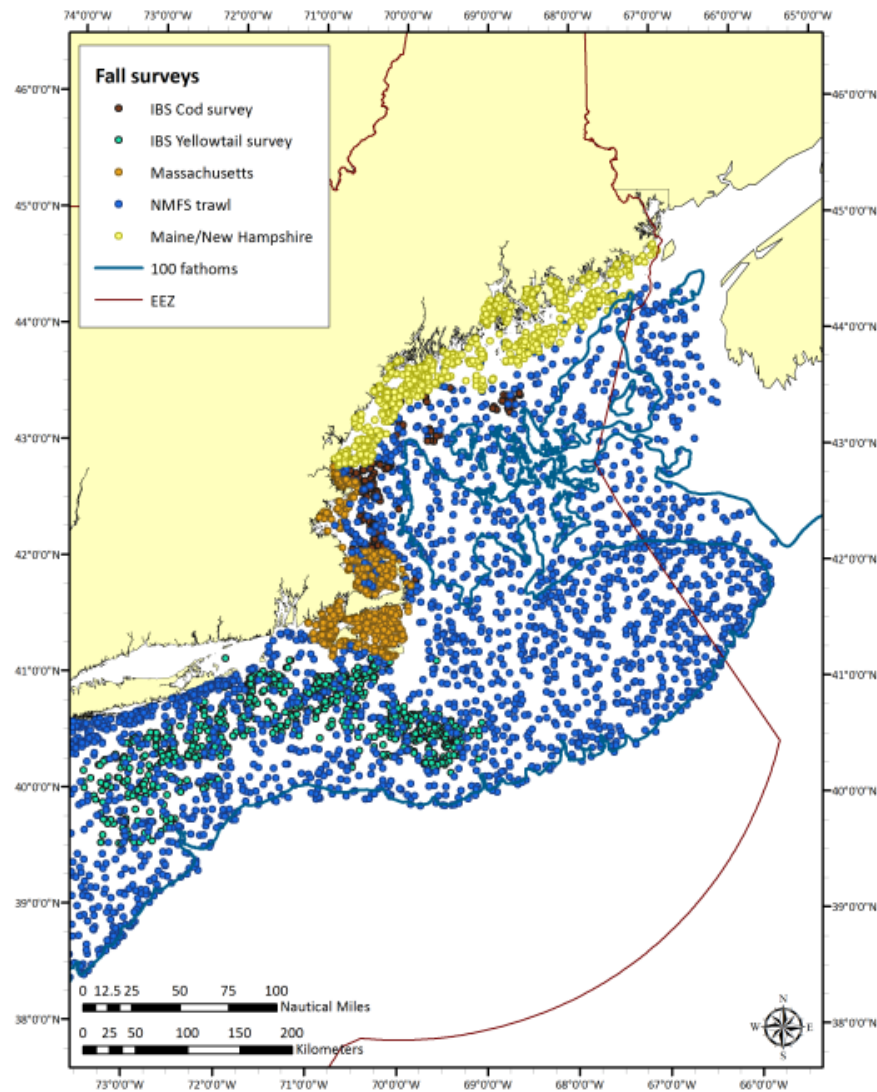 74°0'0"W 73°0'0"W 72°0'0"W 71°0'0"W 70°0'0"W 69°0'0"W 68°0'0"W 67°0'0"W 66°0'0"W 65°0'0"W
Fall surveys
IBS Cod survey
IBS Yellowtail survey
Massachusetts
NMFS trawl
Maine/New Hampshire
100 fathoms
EEZ
46°0'0"N 46°0'0"N
45°0'0"N 45°0'0"N
44°0'0"N 44°0'0"N
43°0'0"N 43°0'0"N
42°0'0"N 42°0'0"N
41°0'0"N 41°0'0"N
40°0'0"N 40°0'0"N
39°0'0"N 39°0'0"N
38°0'0"N 38°0'0"N
0 12.5 25 50 75 100
Nautical Miles
0 25 50 100 150 200
Kilometers
N
W E
S
73°0'0"W 72°0'0"W 71°0'0"W 70°0'0"W 69°0'0"W 68°0'0"W 67°0'0"W 66°0'0"W